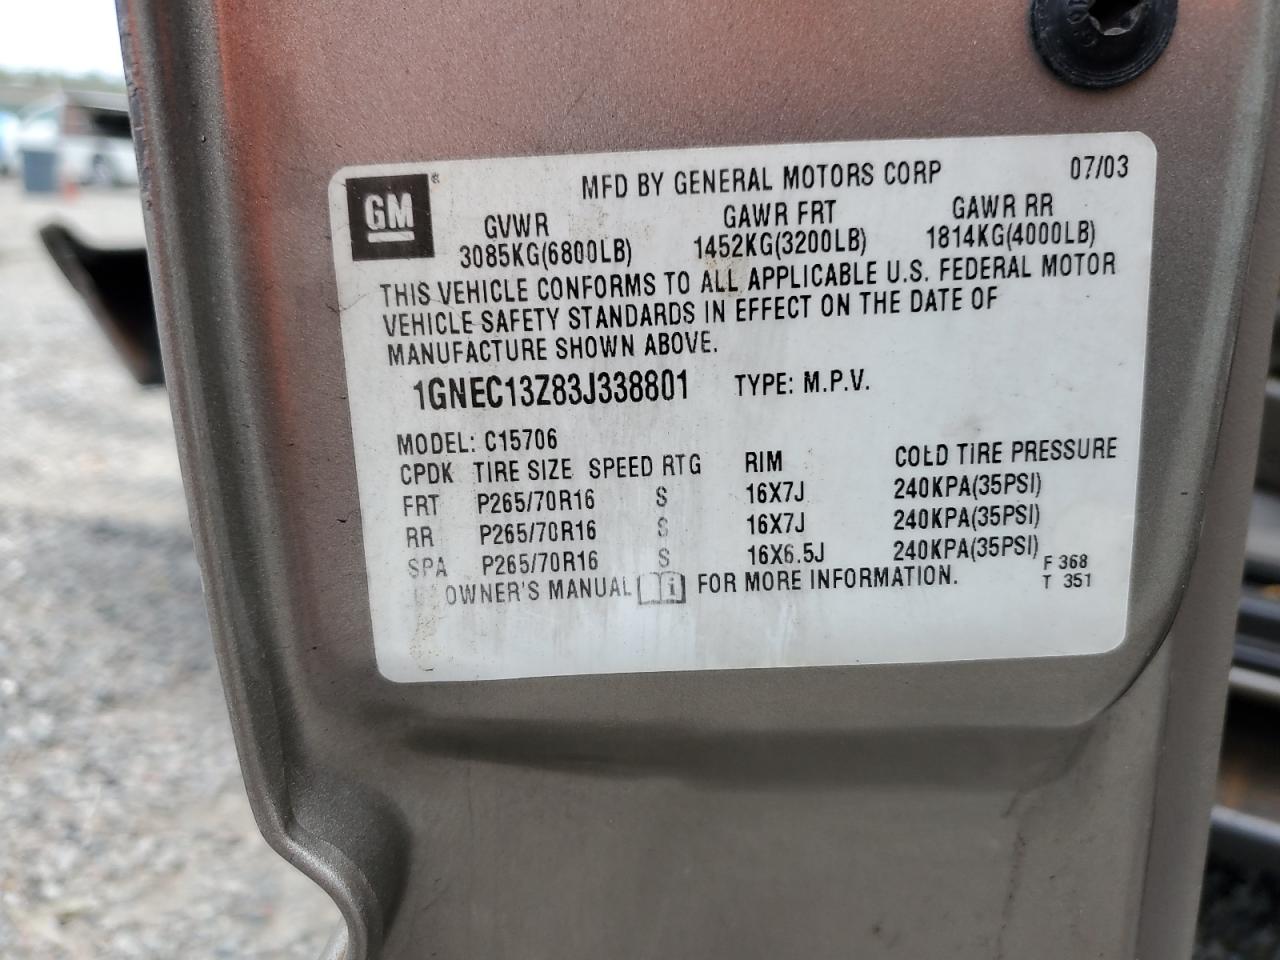 GM® MFD BY GENERAL MOTORS CORP 07/03
GVWR GAWR FRT GAWR RR
3085KG(6800LB) 1452KG(3200LB) 1814KG(4000LB)
THIS VEHICLE CONFORMS TO ALL APPLICABLE U.S. FEDERAL MOTOR
VEHICLE SAFETY STANDARDS IN EFFECT ON THE DATE OF
MANUFACTURE SHOWN ABOVE.
1GNEC13Z83J338801 TYPE: M.P.V.
MODEL: C15706
CPDK TIRE SIZE SPEED RTG RIM COLD TIRE PRESSURE
FRT P265/70R16 S 16X7J 240KPA(35PSI)
RR P265/70R16 S 16X7J 240KPA(35PSI)
SPA P265/70R16 S 16X6.5J 240KPA(35PSI)
OWNER'S MANUAL FOR MORE INFORMATION.
F 368
T 351